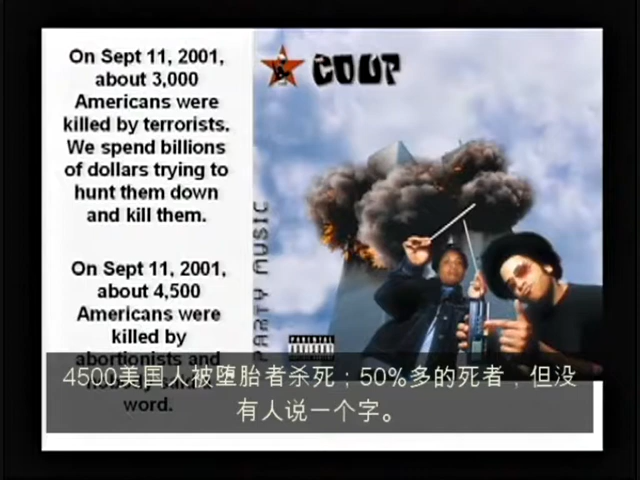 On Sept 11, 2001,
about 3,000
Americans were
killed by terrorists.
We spend billions
of dollars trying to
hunt them down
and kill them.
On Sept 11, 2001,
about 4,500
Americans were
killed by
abortionists and
word.
THE COUP
PARTY MUSIC
PARENTAL
ADVISORY
4500美国人被堕胎者杀死；50%多的死者，但没
有人说一个字。